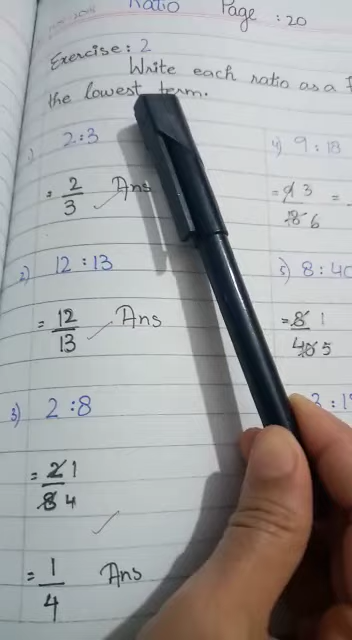 Ratio Page : 20
Exercise : 2
Write each ratio as a
the lowest term.
1) 2 : 3
= 2/3 Ans
2) 12 : 13
= 12/13 Ans
3) 2 : 8
= 2 1
8 4
= 1/4 Ans
4) 9 : 18
= 9 3 =
18 6
5) 8 : 40
= 8 1
40 5